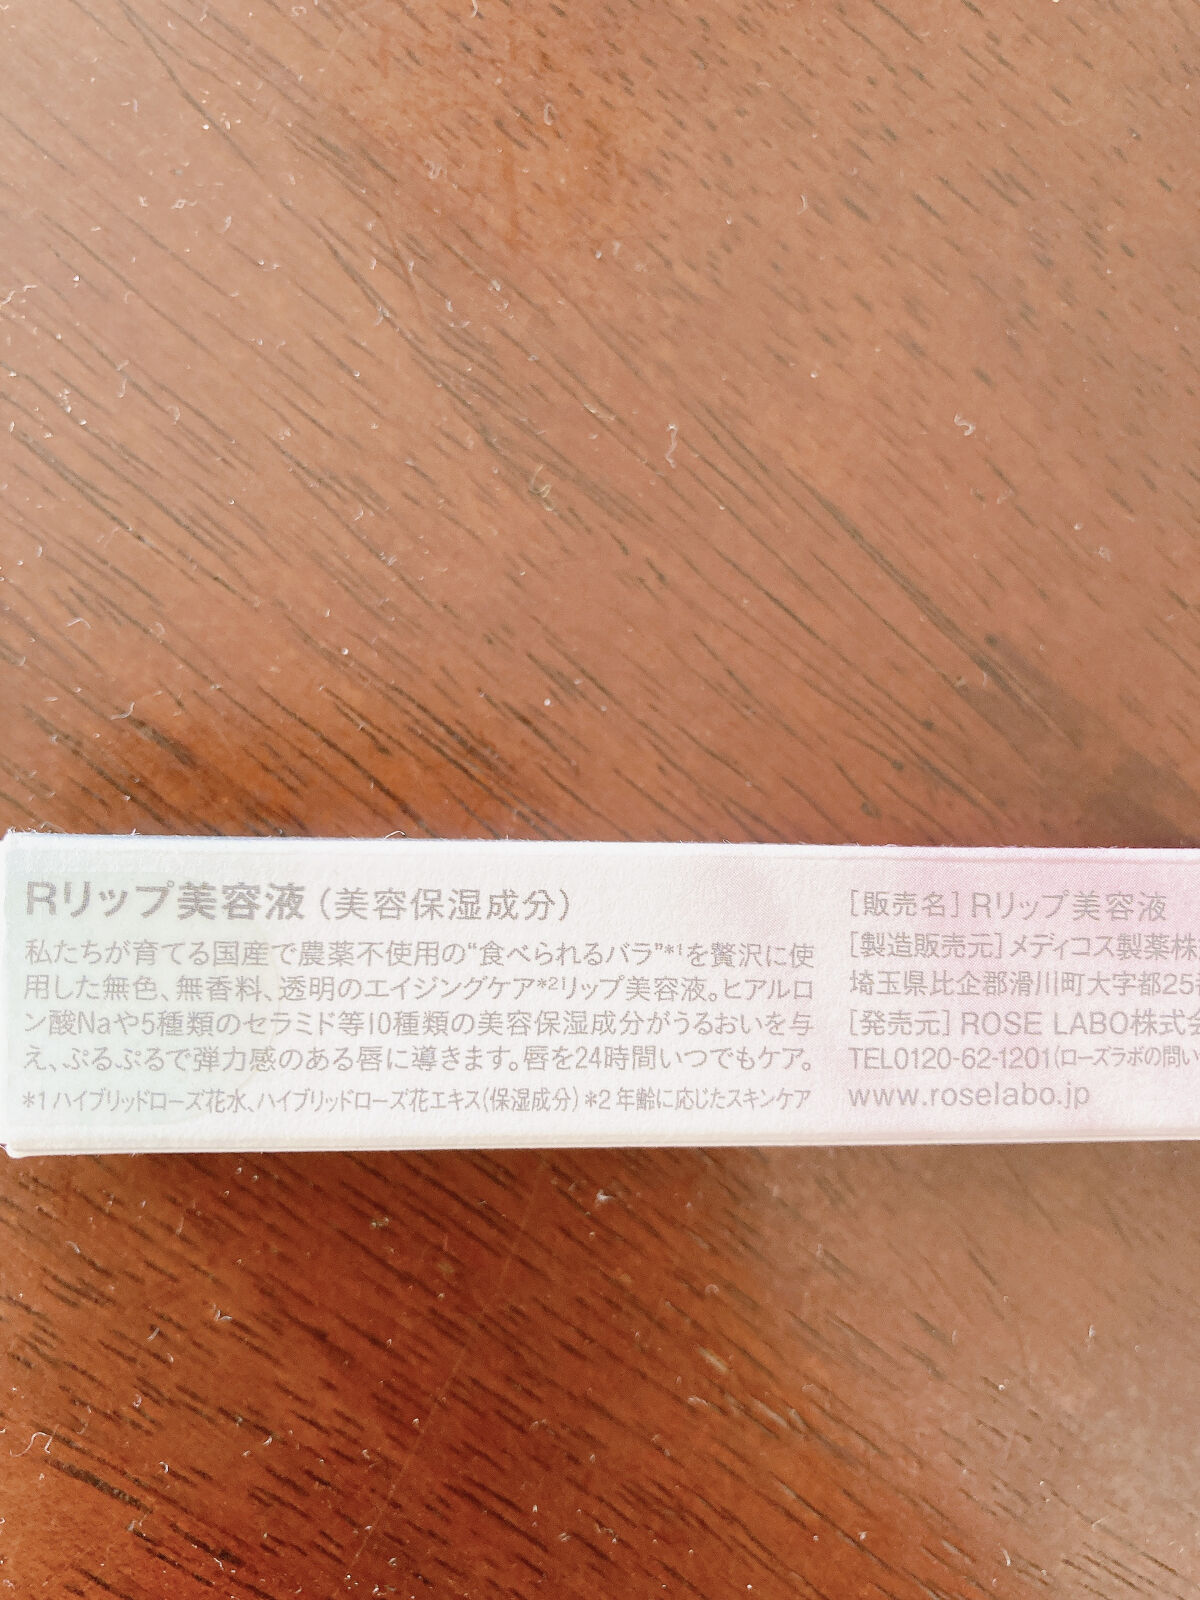 Rリップ美容液（美容保湿成分）
私たちが育てる国産で農薬不使用の“食べられるバラ”*1を贅沢に使
用した無色、無香料、透明のエイジングケア*2リップ美容液。ヒアルロ
ン酸Naや5種類のセラミド等10種類の美容保湿成分がうるおいを与
え、ぷるぷるで弾力感のある唇に導きます。唇を24時間いつでもケア。
*1 ハイブリッドローズ花水、ハイブリッドローズ花エキス（保湿成分）*2 年齢に応じたスキンケア
［販売名］Rリップ美容液
［製造販売元］メディコス製薬株
埼玉県比企郡滑川町大字都25
［発売元］ROSE LABO株式
TEL0120-62-1201（ローズラボの問い
www.roselabo.jp